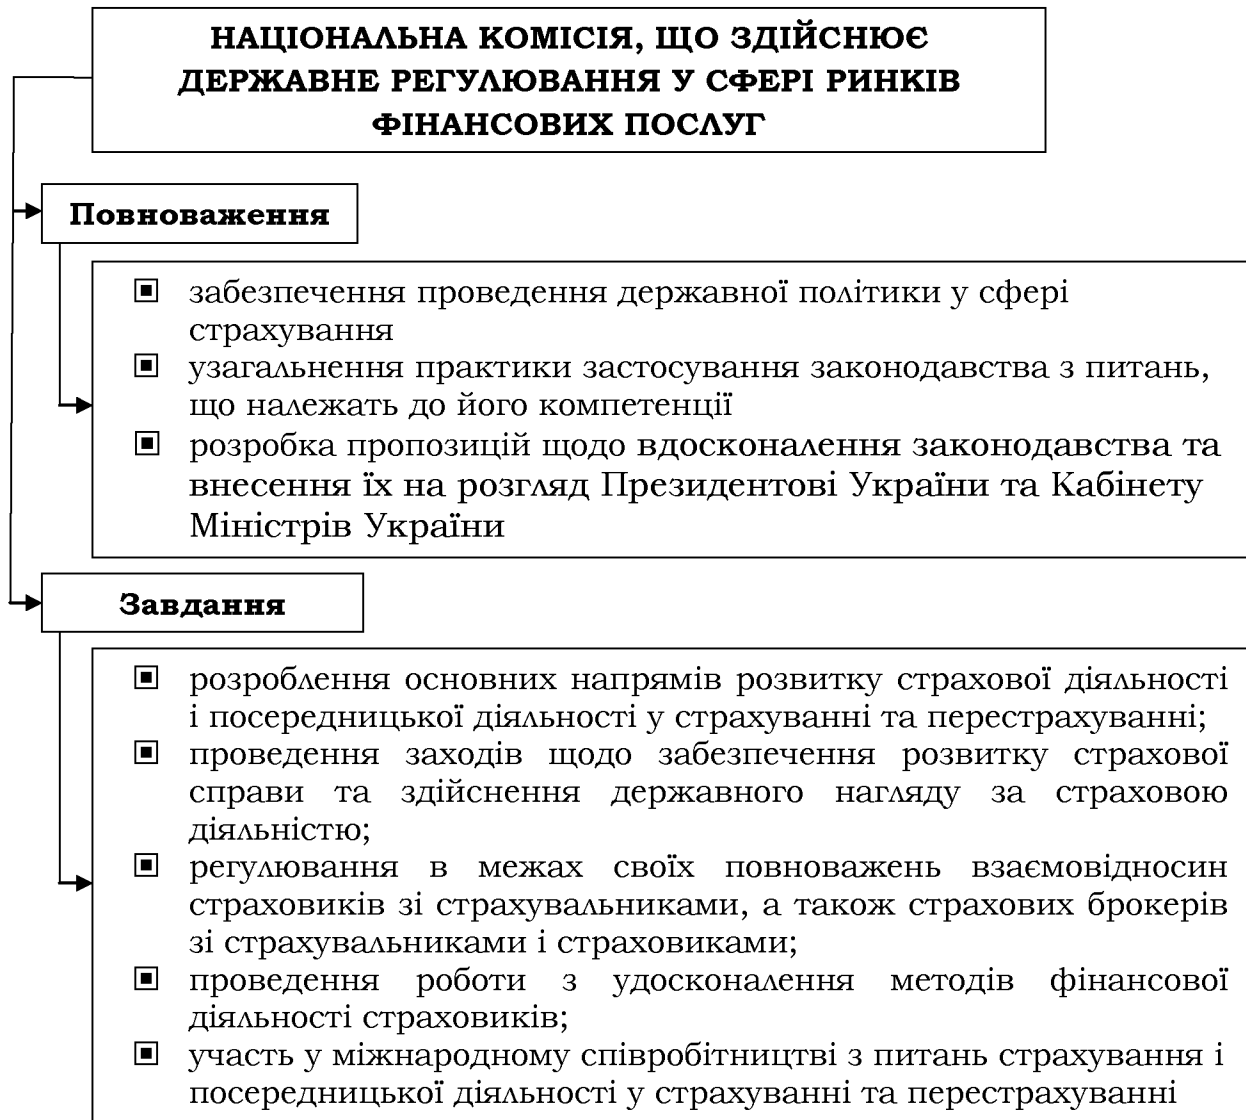 НАЦІОНАЛЬНА КОМІСІЯ, ЩО ЗДІЙСНЮЄ
ДЕРЖАВНЕ РЕГУЛЮВАННЯ У СФЕРІ РИНКІВ
ФІНАНСОВИХ ПОСЛУГ
Повноваження
забезпечення проведення державної політики у сфері
страхування
узагальнення практики застосування законодавства з питань,
що належать до його компетенції
розробка пропозицій щодо вдосконалення законодавства та
внесення їх на розгляд Президентові України та Кабінету
Міністрів України
Завдання
розроблення основних напрямів розвитку страхової діяльності
і посередницької діяльності у страхуванні та перестрахуванні;
проведення заходів щодо забезпечення розвитку страхової
справи та здійснення державного нагляду за страховою
діяльністю;
регулювання в межах своїх повноважень взаємовідносин
страховиків зі страхувальниками, а також страхових брокерів
зі страхувальниками і страховиками;
проведення роботи з удосконалення методів фінансової
діяльності страховиків;
участь у міжнародному співробітництві з питань страхування і
посередницької діяльності у страхуванні та перестрахуванні